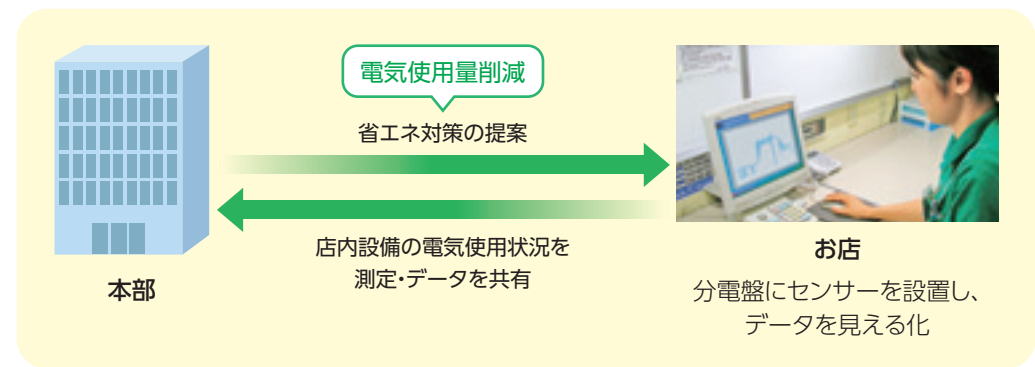 電気使用量削減
省エネ対策の提案
店内設備の電気使用状況を
測定・データを共有
本部
お店
分電盤にセンサーを設置し、
データを見える化